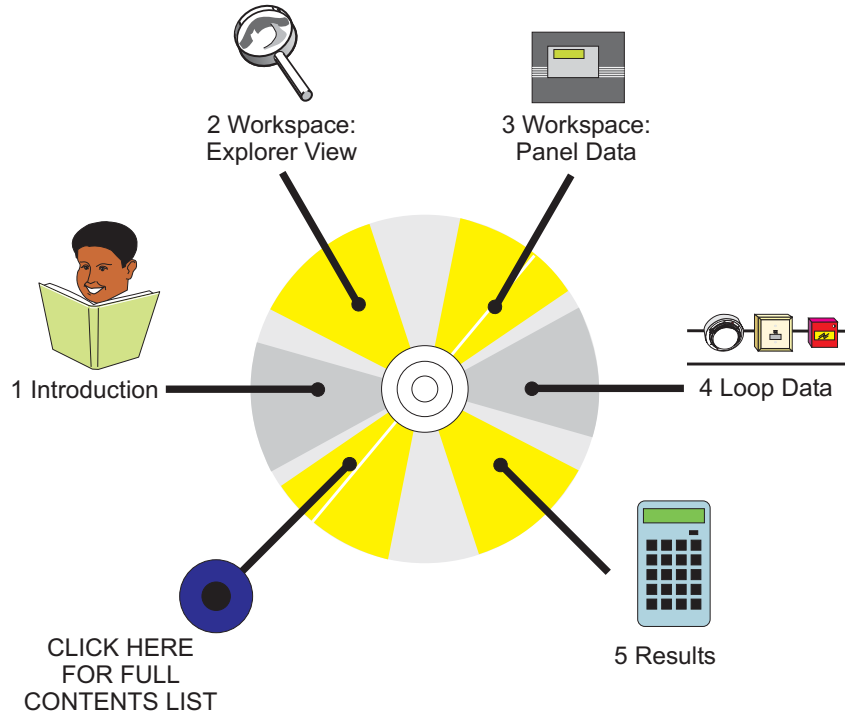 2 Workspace:
Explorer View
3 Workspace:
Panel Data
1 Introduction
4 Loop Data
CLICK HERE
FOR FULL
CONTENTS LIST
5 Results